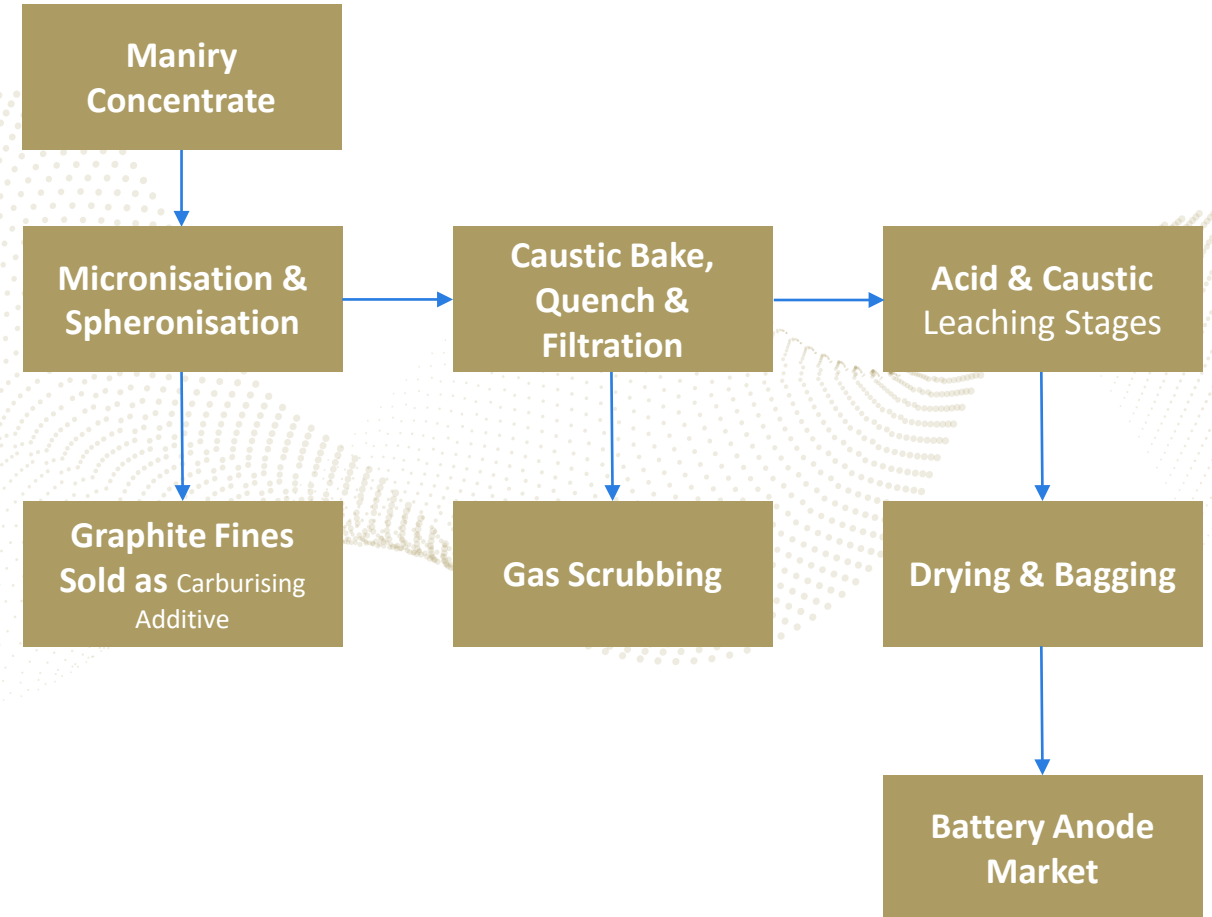 Maniry
Concentrate
Micronisation &
Spheronisation
Caustic Bake,
Quench &
Filtration
Acid & Caustic
Leaching Stages
Graphite Fines
Sold as Carburising
Additive
Gas Scrubbing
Drying & Bagging
Battery Anode
Market